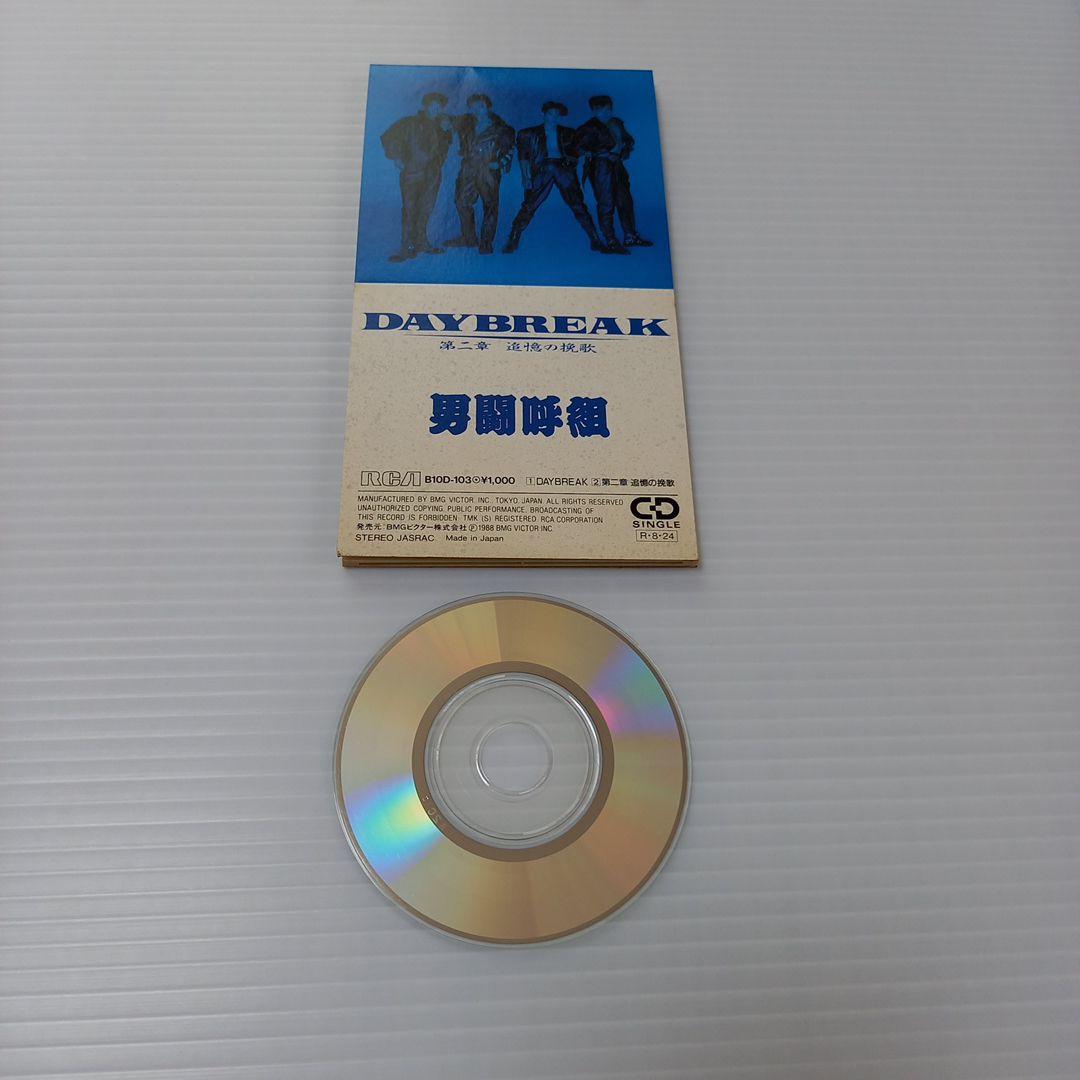 DAYBREAK
第二章 追憶の挽歌
男闘呼組
RCA B10D-103 ¥1,000 1 DAYBREAK 2 第二章 追憶の挽歌
MANUFACTURED BY BMG VICTOR INC. TOKYO. JAPAN. ALL RIGHTS RESERVED
UNAUTHORIZED COPYING. PUBLIC PERFORMANCE. BROADCASTING OF
THIS RECORD IS FORBIDDEN. TMK (S) REGISTERED. RCA CORPORATION
発売元:BMGビクター株式会社 Ⓟ1988 BMG VICTOR INC.
STEREO JASRAC Made in Japan
CD
SINGLE
R・8・24